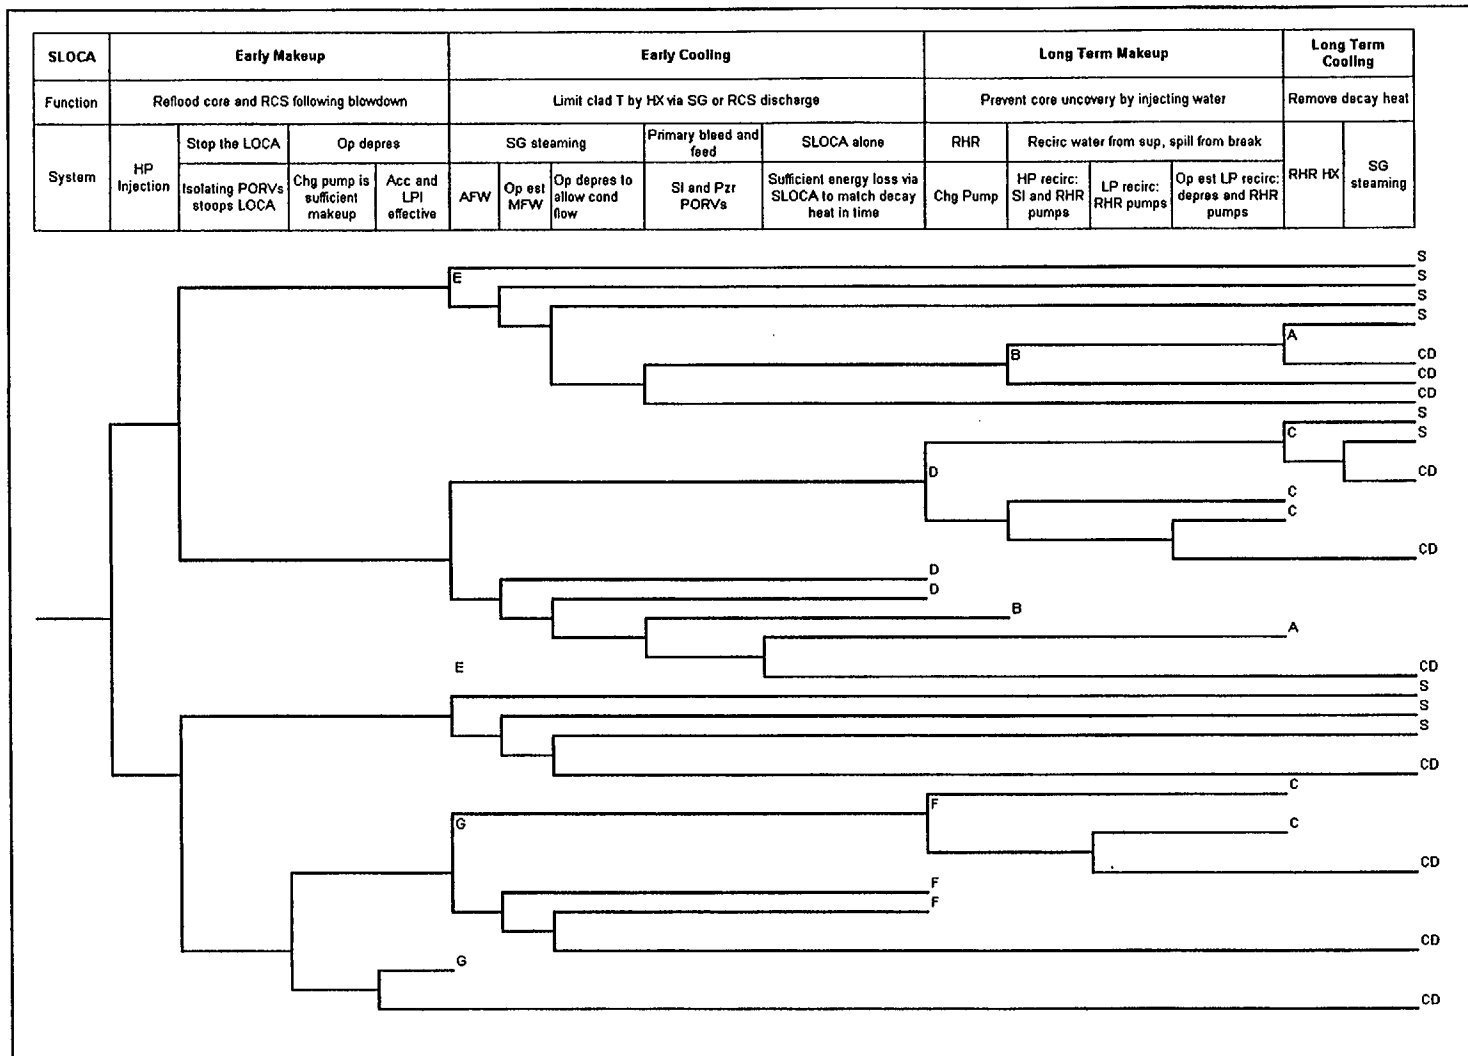 SLOCA
Early Makeup
Early Cooling
Long Term Makeup
Long Term
Cooling
Function
Reflood core and RCS following blowdown
Limit clad T by HX via SG or RCS discharge
Prevent core uncovery by injecting water
Remove decay heat
System
HP
Injection
Stop the LOCA
Op depres
SG steaming
Primary bleed and
feed
SLOCA alone
RHR
Recirc water from sup, spill from break
RHR HX
SG
steaming
Isolating PORVs
stoops LOCA
Chg pump is
sufficient
makeup
Acc and
LPI
effective
AFW
Op est
MFW
Op depres to
allow cond
flow
SI and Pzr
PORVs
Sufficient energy loss via
SLOCA to match decay
heat in time
Chg Pump
HP recirc:
SI and RHR
pumps
LP recirc:
RHR pumps
Op est LP recirc:
depres and RHR
pumps
S
E
S
S
S
A
B
CD
CD
CD
S
C
S
D
CD
C
C
CD
D
D
B
A
E
CD
S
S
S
CD
C
F
G
C
CD
F
F
CD
G
CD